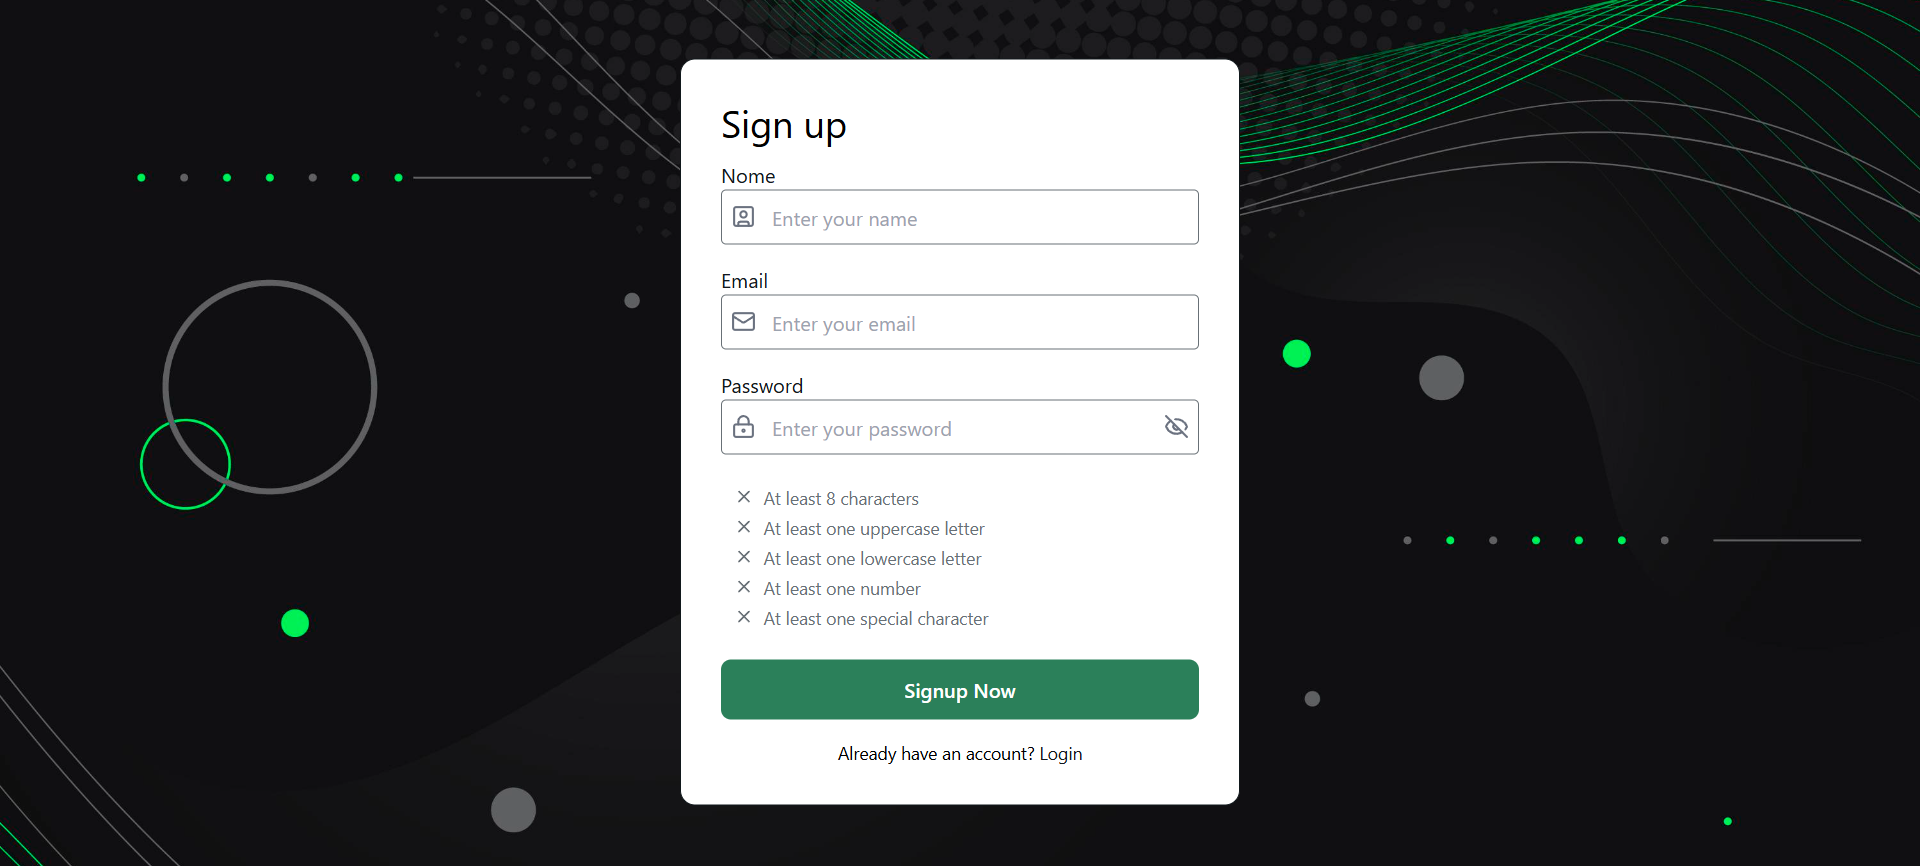 Sign up
Nome
Enter your name
Email
Enter your email
Password
Enter your password
At least 8 characters
At least one uppercase letter
At least one lowercase letter
At least one number
At least one special character
Signup Now
Already have an account? Login